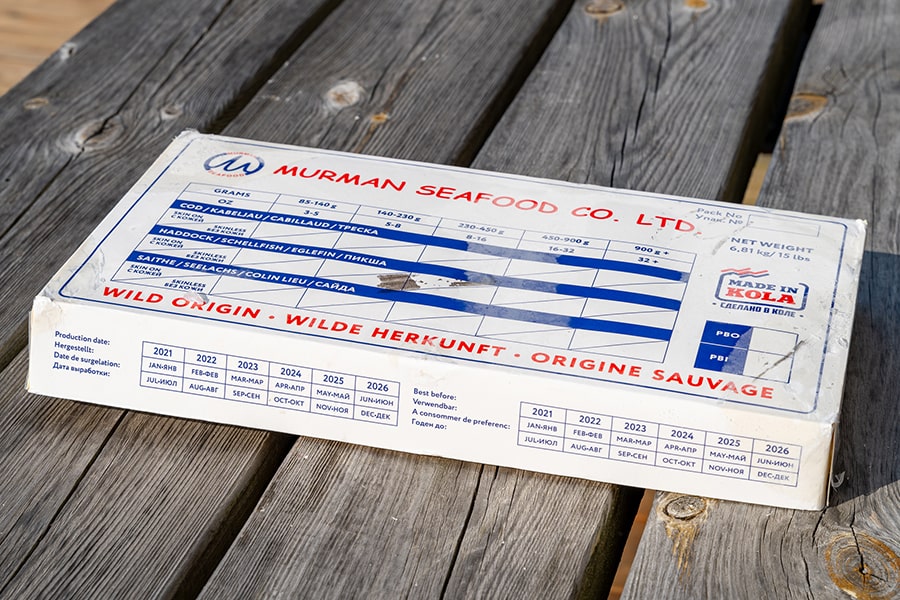 MURMAN SEAFOOD
MURMAN SEAFOOD CO. LTD.
Pack No
Упак. №
GRAMS 85-140 g 140-230 g 230-450 g 450-900 g 900 g +
OZ 3-5 5-8 8-16 16-32 32 +
COD / KABELJAU / CABILLAUD / ТРЕСКА
SKIN ON SKINLESS
С КОЖЕЙ БЕЗ КОЖИ
HADDOCK / SCHELLFISH / EGLEFIN / ПИКША
SKIN ON SKINLESS
С КОЖЕЙ БЕЗ КОЖИ
SAITHE / SEELACHS / COLIN LIEU / САЙДА
SKIN ON SKINLESS
С КОЖЕЙ БЕЗ КОЖИ
NET WEIGHT
6,81 kg / 15 lbs
MADE IN
KOLA
СДЕЛАНО В КОЛЕ
PBO
PBI
WILD ORIGIN • WILDE HERKUNFT • ORIGINE SAUVAGE
Production date:
Hergestellt:
Date de surgelation:
Дата выработки:
2021 2022 2023 2024 2025 2026
JAN-ЯНВ FEB-ФЕВ MAR-МАР APR-АПР MAY-МАЙ JUN-ИЮН
JUL-ИЮЛ AUG-АВГ SEP-СЕН OCT-ОКТ NOV-НОЯ DEC-ДЕК
Best before:
Verwendbar:
A consommer de preferenc:
Годен до:
2021 2022 2023 2024 2025 2026
JAN-ЯНВ FEB-ФЕВ MAR-МАР APR-АПР MAY-МАЙ JUN-ИЮН
JUL-ИЮЛ AUG-АВГ SEP-СЕН OCT-ОКТ NOV-НОЯ DEC-ДЕК